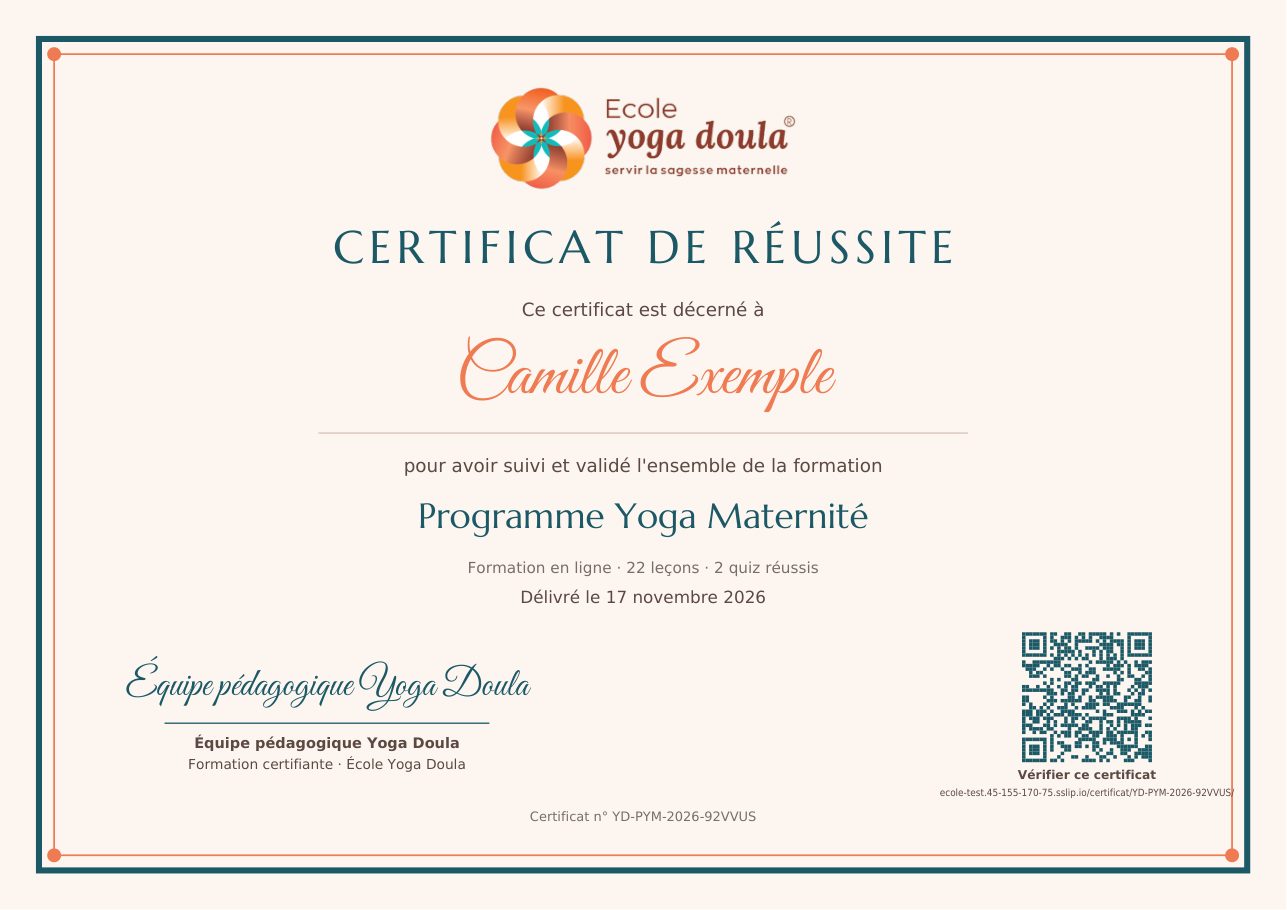 Ecole
yoga doula®
servir la sagesse maternelle
CERTIFICAT DE RÉUSSITE
Ce certificat est décerné à
Camille Exemple
pour avoir suivi et validé l'ensemble de la formation
Programme Yoga Maternité
Formation en ligne · 22 leçons · 2 quiz réussis
Délivré le 17 novembre 2026
Équipe pédagogique Yoga Doula
Équipe pédagogique Yoga Doula
Formation certifiante · École Yoga Doula
Vérifier ce certificat
ecole-test.45-155-170-75.sslip.io/certificat/YD-PYM-2026-92VVUS/
Certificat n° YD-PYM-2026-92VVUS